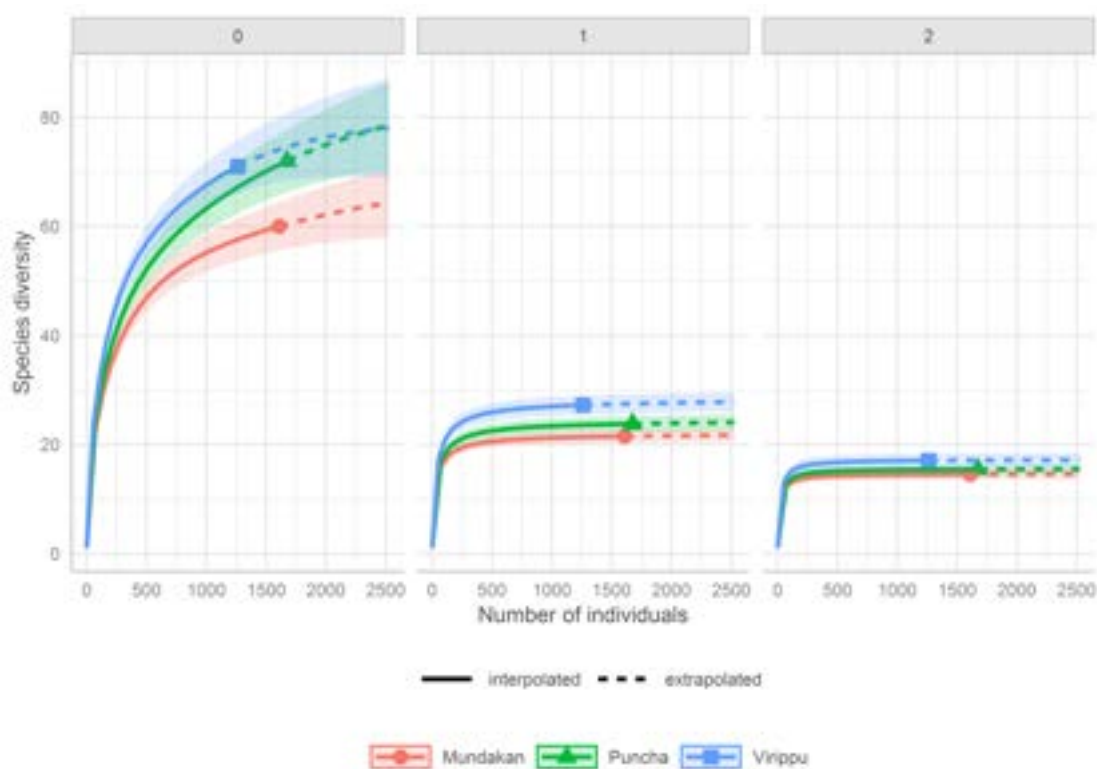 0 1 2
80
60
40
20
0
Species diversity
0 500 1000 1500 2000 2500 0 500 1000 1500 2000 2500 0 500 1000 1500 2000 2500
Number of individuals
interpolated extrapolated
Mundakan Puncha Virippu